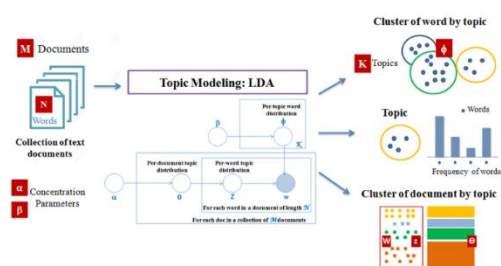 Cluster of word by topic
M Documents
K Topics
ϕ
N
Words
Topic Modeling: LDA
Collection of text
documents
Per-topic word
distribution
β
ϕ
K
Topic
Words
Frequency of words
Per-document topic
distribution
Per-word topic
distribution
α Concentration
Parameters
β
α
θ
Z
w
For each word in a document of length N
For each doc in a collection of M documents
Cluster of document by topic
W
z
Θ